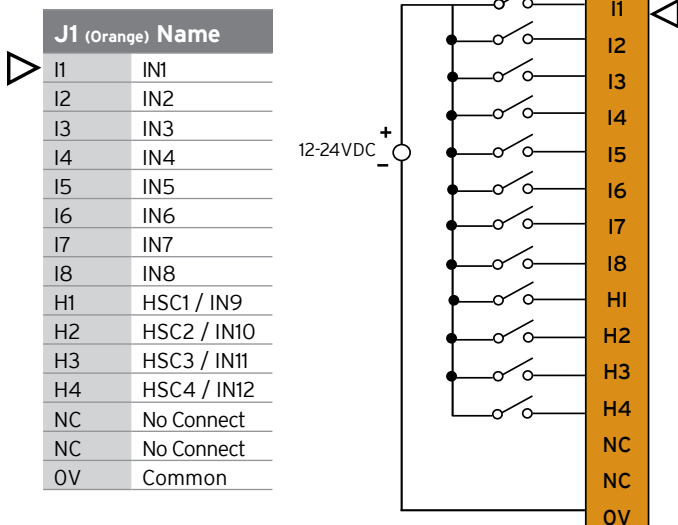 J1 (Orange) Name
I1 IN1
I2 IN2
I3 IN3
I4 IN4
I5 IN5
I6 IN6
I7 IN7
I8 IN8
H1 HSC1 / IN9
H2 HSC2 / IN10
H3 HSC3 / IN11
H4 HSC4 / IN12
NC No Connect
NC No Connect
0V Common
+
12-24VDC
–
I1
I2
I3
I4
I5
I6
I7
I8
H1
H2
H3
H4
NC
NC
0V